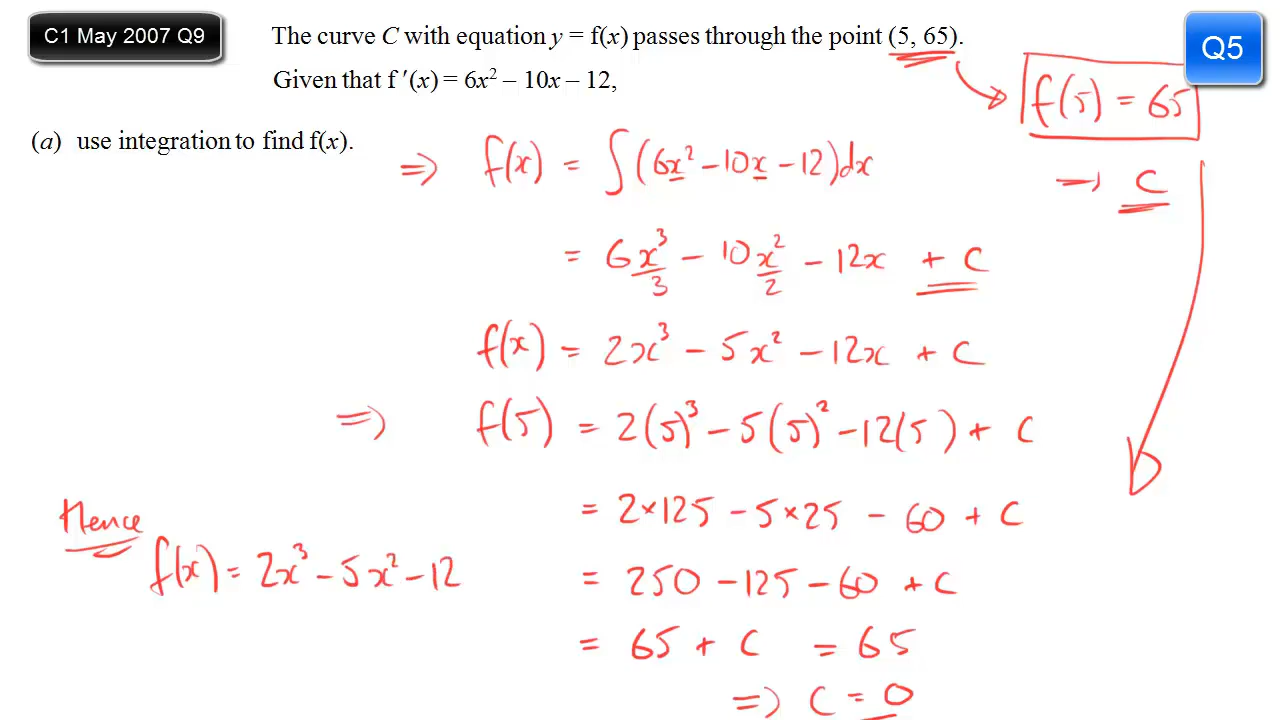 C1 May 2007 Q9
The curve C with equation y = f(x) passes through the point (5, 65).
Q5
Given that f ′(x) = 6x² – 10x – 12,
f(5) = 65
(a) use integration to find f(x).
⇒ f(x) = ∫(6x² – 10x – 12)dx
⇒ C
= 6x³/3 – 10x²/2 – 12x + C
f(x) = 2x³ – 5x² – 12x + C
⇒ f(5) = 2(5)³ – 5(5)² – 12(5) + C
= 2×125 – 5×25 – 60 + C
Hence
f(x) = 2x³ – 5x² – 12
= 250 – 125 – 60 + C
= 65 + C = 65
⇒ C = 0